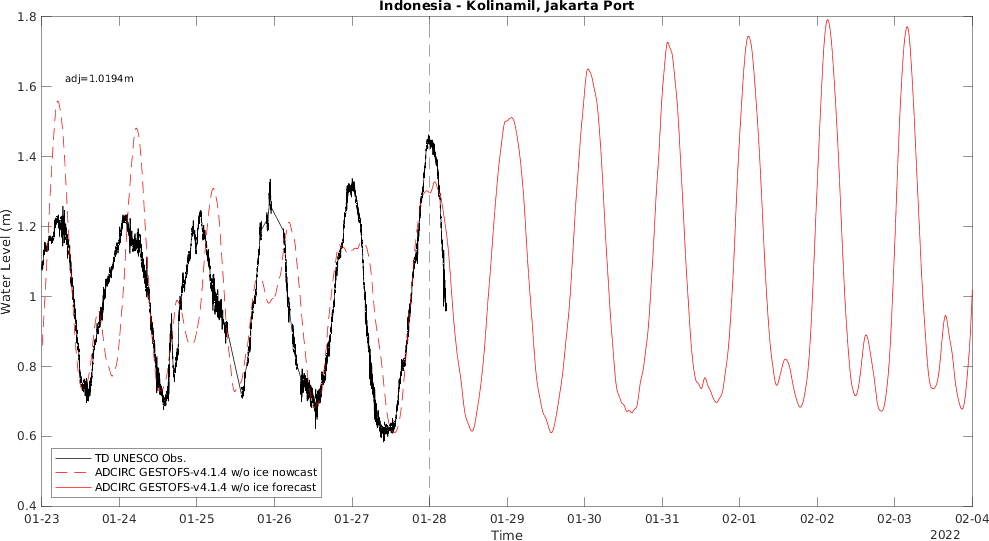 Indonesia - Kolinamil, Jakarta Port
1.8
1.6
1.4
1.2
1
0.8
0.6
0.4
Water Level (m)
adj=1.0194m
TD UNESCO Obs.
ADCIRC GESTOFS-v4.1.4 w/o ice nowcast
ADCIRC GESTOFS-v4.1.4 w/o ice forecast
01-23 01-24 01-25 01-26 01-27 01-28 01-29 01-30 01-31 02-01 02-02 02-03 02-04
Time
2022